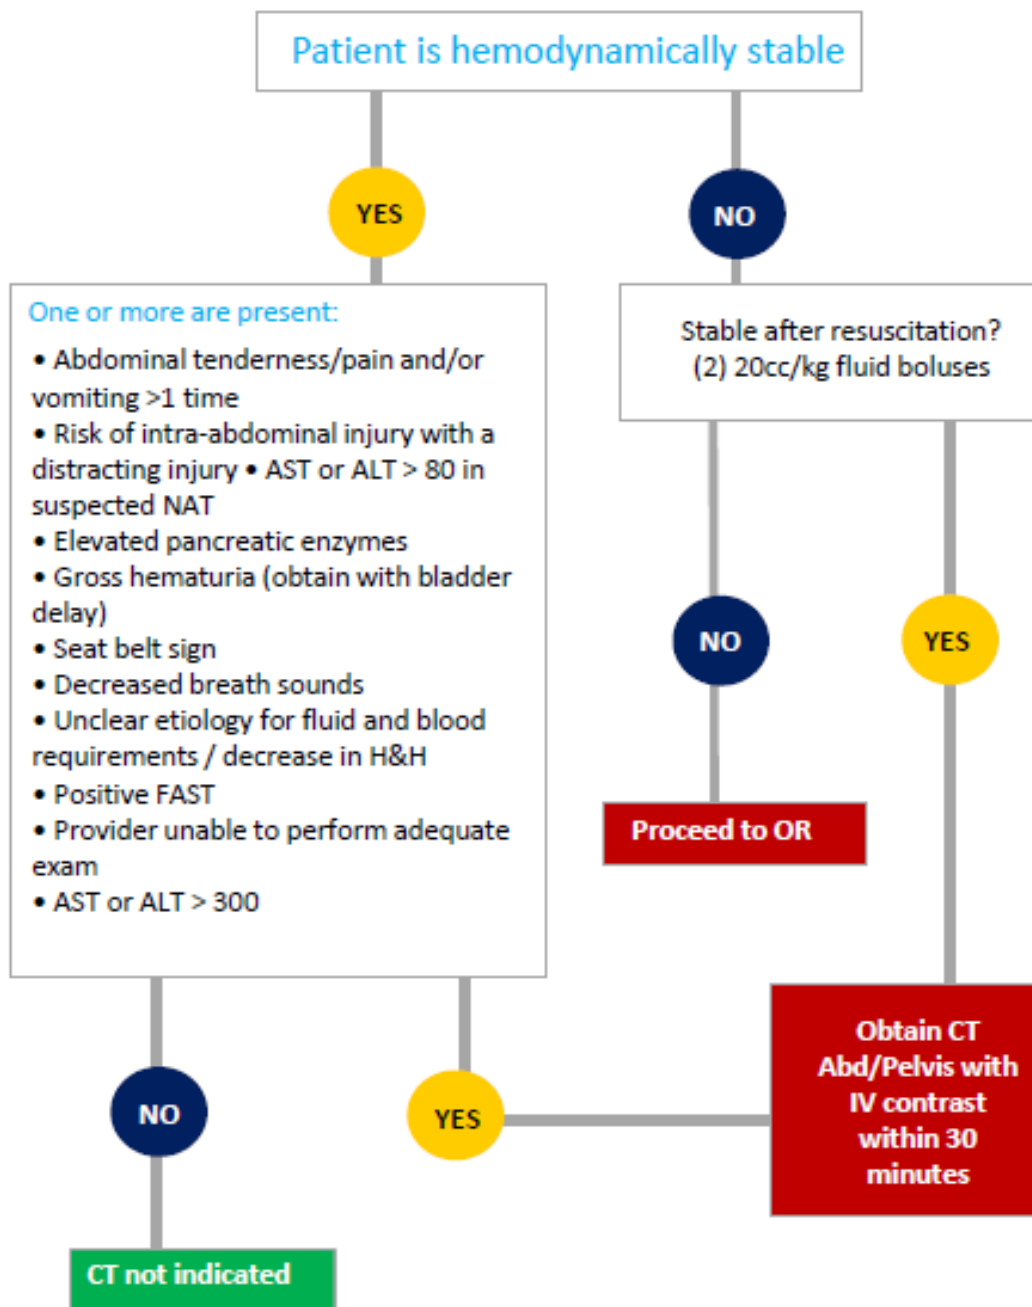 Patient is hemodynamically stable
YES
NO
One or more are present:
• Abdominal tenderness/pain and/or
vomiting >1 time
• Risk of intra-abdominal injury with a
distracting injury • AST or ALT > 80 in
suspected NAT
• Elevated pancreatic enzymes
• Gross hematuria (obtain with bladder
delay)
• Seat belt sign
• Decreased breath sounds
• Unclear etiology for fluid and blood
requirements / decrease in H&H
• Positive FAST
• Provider unable to perform adequate
exam
• AST or ALT > 300
Stable after resuscitation?
(2) 20cc/kg fluid boluses
NO
YES
Proceed to OR
Obtain CT
Abd/Pelvis with
IV contrast
within 30
minutes
NO
YES
CT not indicated